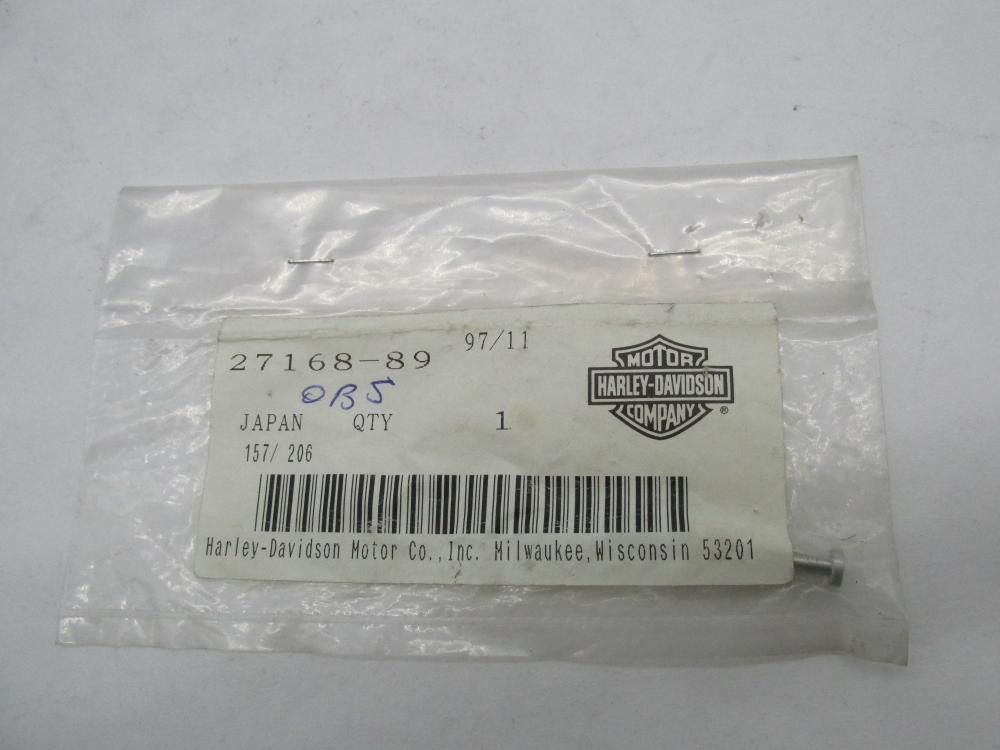 97/11
27168-89
OBS
JAPAN QTY 1
157/ 206
MOTOR
HARLEY-DAVIDSON
COMPANY
®
Harley-Davidson Motor Co.,Inc. Milwaukee,Wisconsin 53201